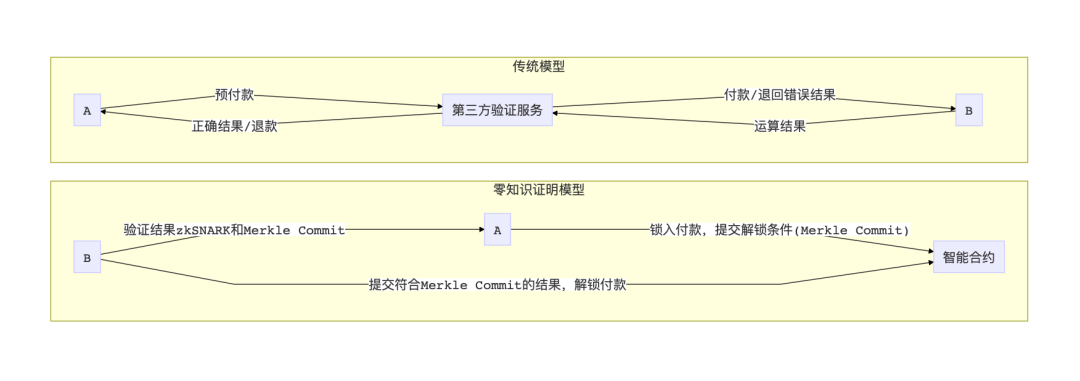 传统模型
A
预付款
正确结果/退款
第三方验证服务
付款/退回错误结果
运算结果
B
零知识证明模型
B
验证结果zkSNARK和Merkle Commit
A
锁入付款, 提交解锁条件(Merkle Commit)
智能合约
提交符合Merkle Commit的结果, 解锁付款